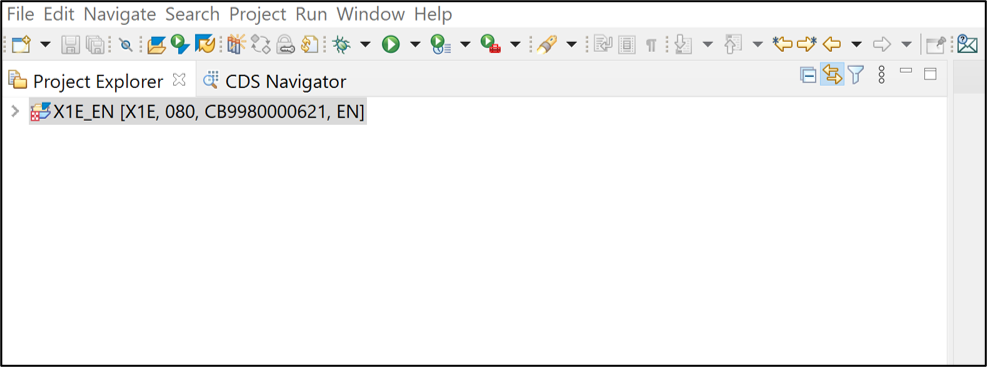 File Edit Navigate Search Project Run Window Help
Project Explorer CDS Navigator
X1E_EN [X1E, 080, CB9980000621, EN]